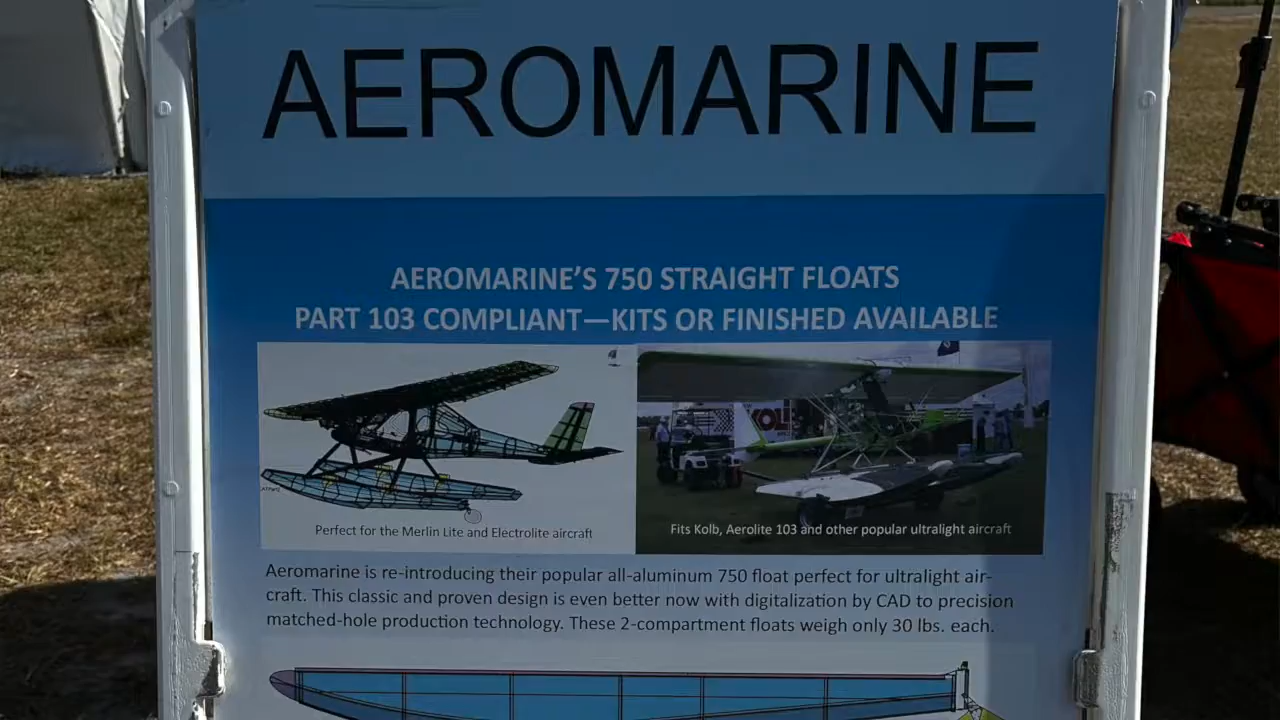 AEROMARINE
AEROMARINE'S 750 STRAIGHT FLOATS
PART 103 COMPLIANT—KITS OR FINISHED AVAILABLE
KOL
Perfect for the Merlin Lite and Electrolite aircraft
Fits Kolb, Aerolite 103 and other popular ultralight aircraft
Aeromarine is re-introducing their popular all-aluminum 750 float perfect for ultralight air-
craft. This classic and proven design is even better now with digitalization by CAD to precision
matched-hole production technology. These 2-compartment floats weigh only 30 lbs. each.